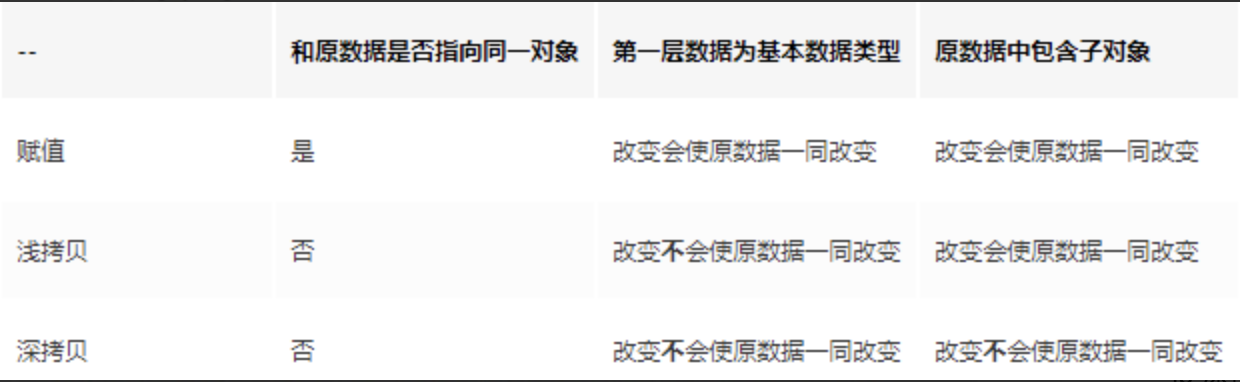 -- 和原数据是否指向同一对象 第一层数据为基本数据类型 原数据中包含子对象
赋值 是 改变会使原数据一同改变 改变会使原数据一同改变
浅拷贝 否 改变不会使原数据一同改变 改变会使原数据一同改变
深拷贝 否 改变不会使原数据一同改变 改变不会使原数据一同改变